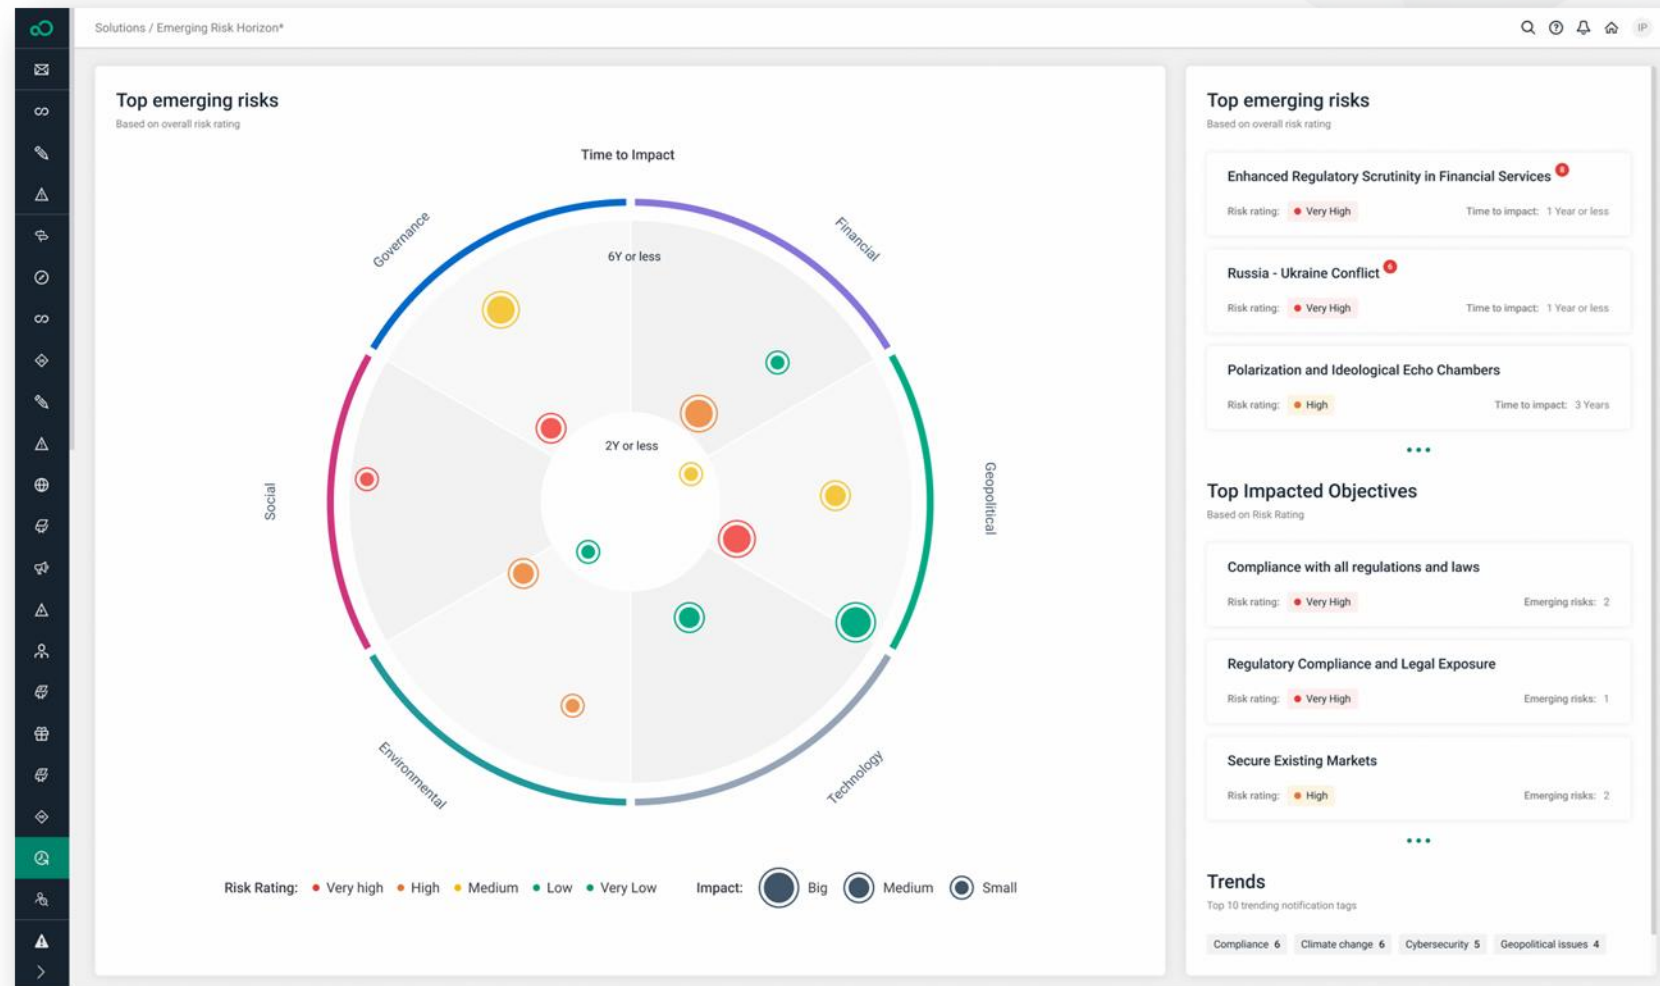 Solutions / Emerging Risk Horizon*
IP
Top emerging risks
Based on overall risk rating
Time to Impact
Governance
Financial
6Y or less
2Y or less
Social
Geopolitical
Environmental
Technology
Risk Rating: Very high High Medium Low Very Low Impact: Big Medium Small
Top emerging risks
Based on overall risk rating
Enhanced Regulatory Scrutinity in Financial Services 8
Risk rating: Very High Time to impact: 1 Year or less
Russia - Ukraine Conflict 6
Risk rating: Very High Time to impact: 1 Year or less
Polarization and Ideological Echo Chambers
Risk rating: High Time to impact: 3 Years
Top Impacted Objectives
Based on Risk Rating
Compliance with all regulations and laws
Risk rating: Very High Emerging risks: 2
Regulatory Compliance and Legal Exposure
Risk rating: Very High Emerging risks: 1
Secure Existing Markets
Risk rating: High Emerging risks: 2
Trends
Top 10 trending notification tags
Compliance 6 Climate change 6 Cybersecurity 5 Geopolitical issues 4